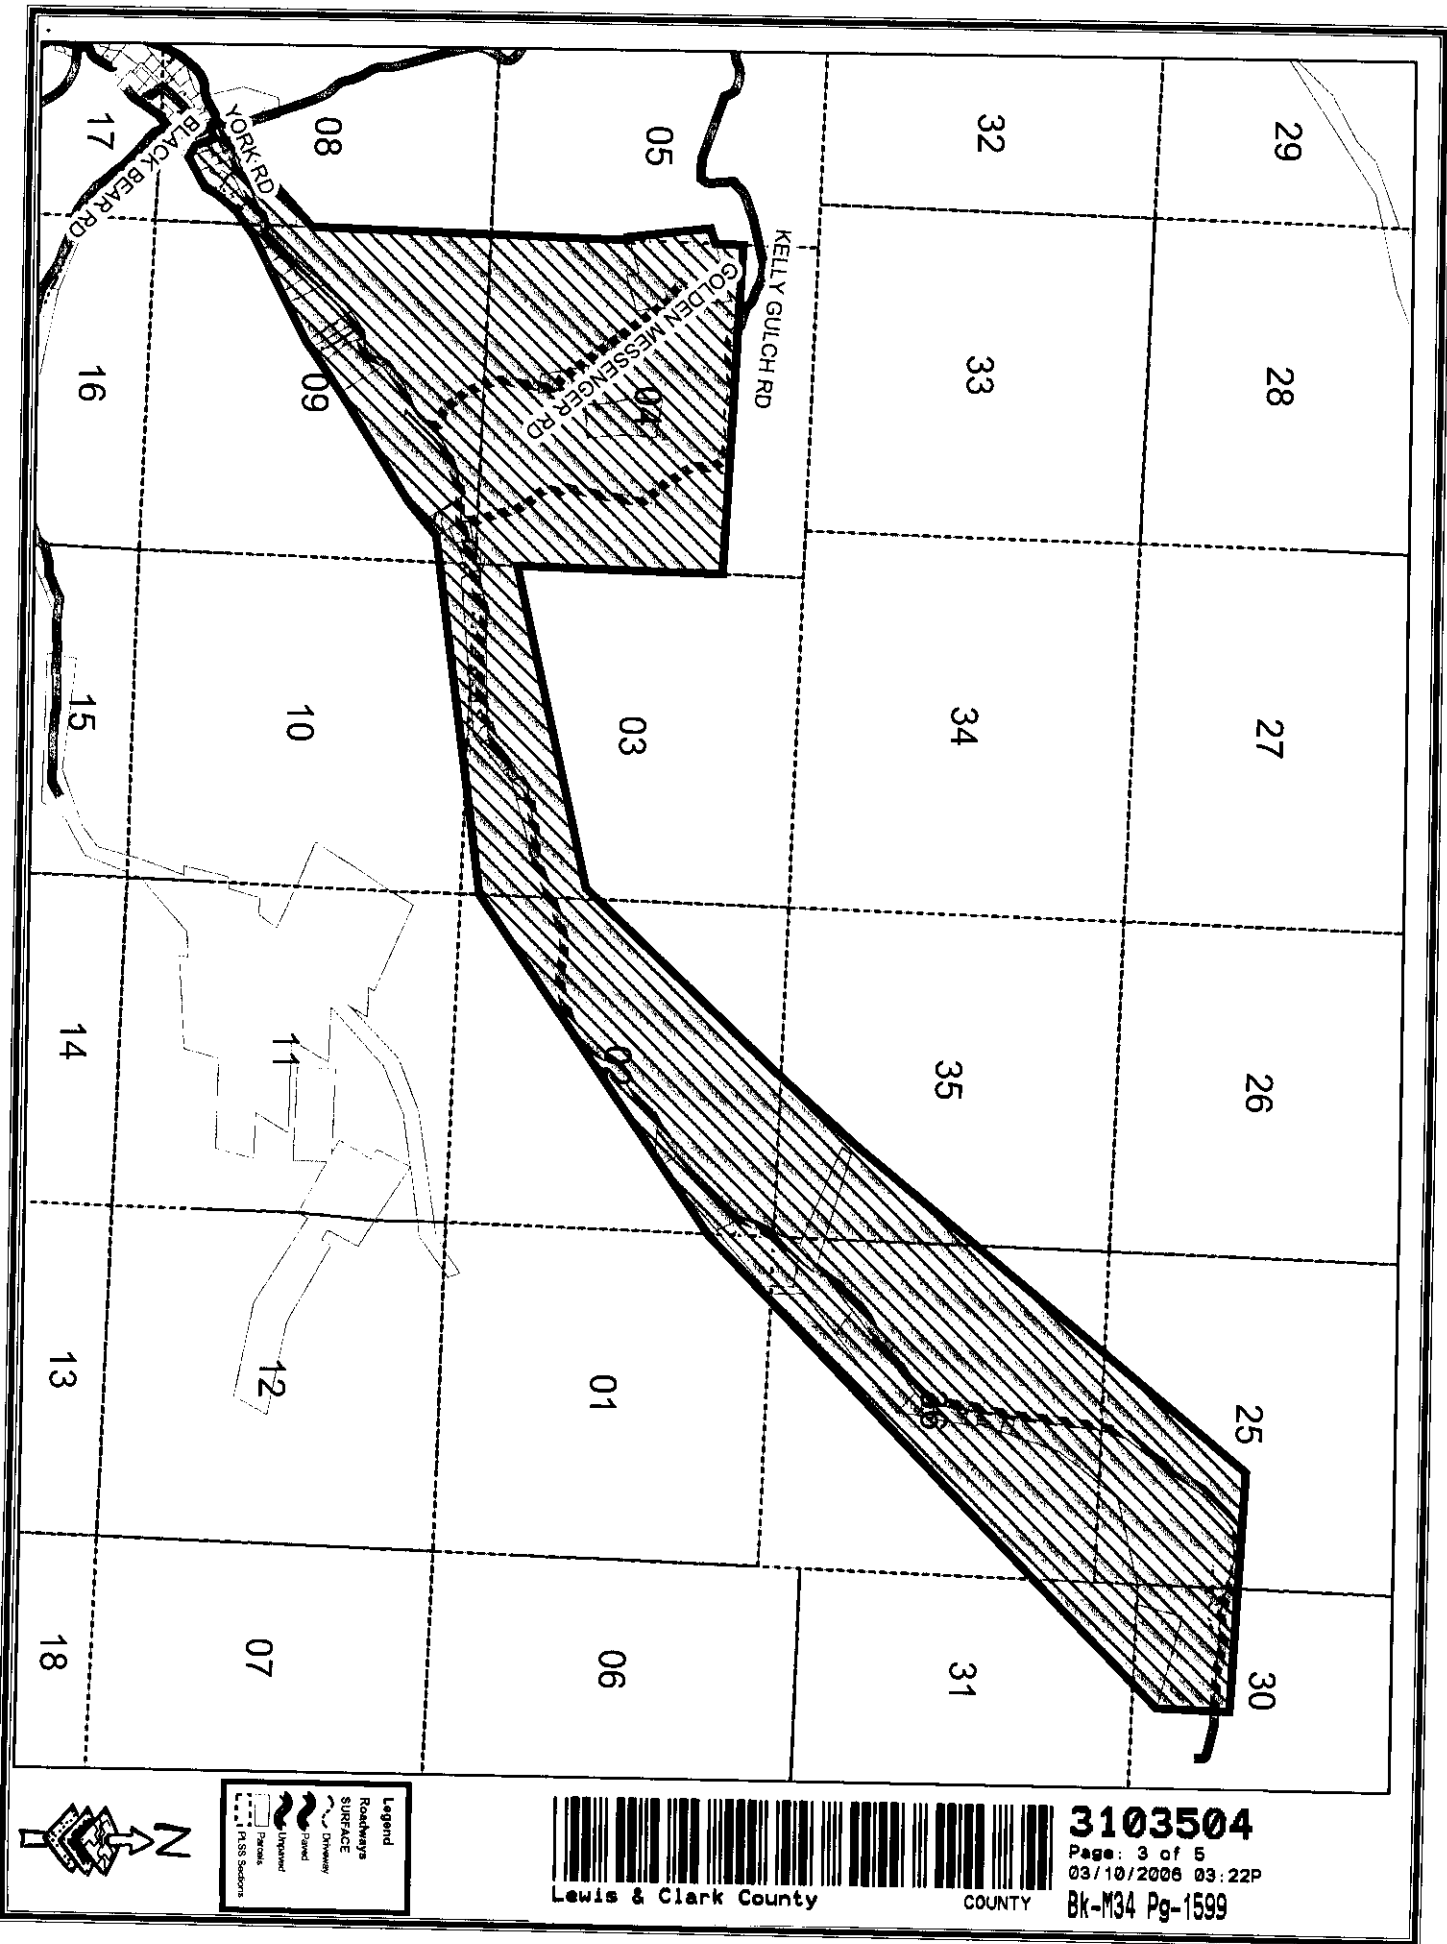 29
28
27
26
25
30
32
33
34
35
36
31
05
04
03
02
01
06
08
09
10
11
12
07
17
16
15
14
13
18
KELLY GULCH RD
GOLDEN MESSENGER RD
YORK RD
BLACK BEAR RD
3103504
Page: 3 of 5
03/10/2006 03:22P
Bk-M34 Pg-1599
Lewis & Clark County
COUNTY
Legend
Roadways
SURFACE
Driveway
Paved
Unpaved
Parcels
PLSS Sections
N